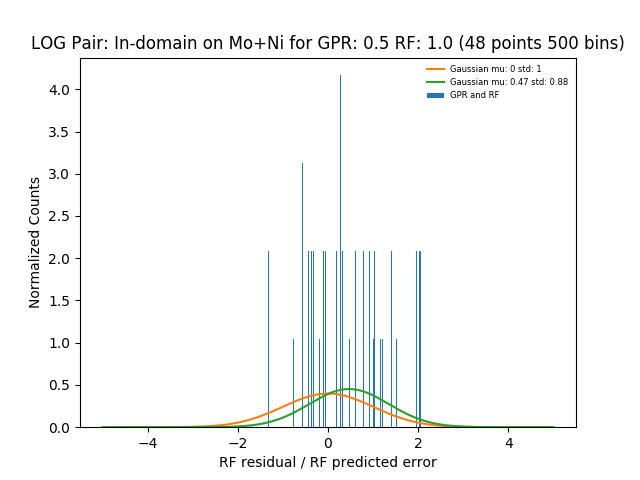 LOG Pair: In-domain on Mo+Ni for GPR: 0.5 RF: 1.0 (48 points 500 bins)
Gaussian mu: 0 std: 1
Gaussian mu: 0.47 std: 0.88
GPR and RF
Normalized Counts
4.0
3.5
3.0
2.5
2.0
1.5
1.0
0.5
0.0
−4 −2 0 2 4
RF residual / RF predicted error